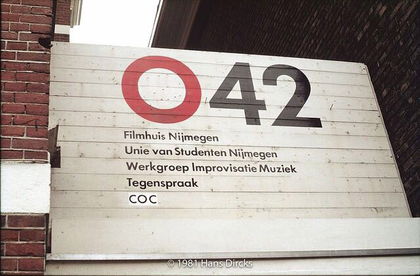 O42
Filmhuis Nijmegen
Unie van Studenten Nijmegen
Werkgroep Improvisatie Muziek
Tegenspraak
COC
© 1981 Hans Dircks